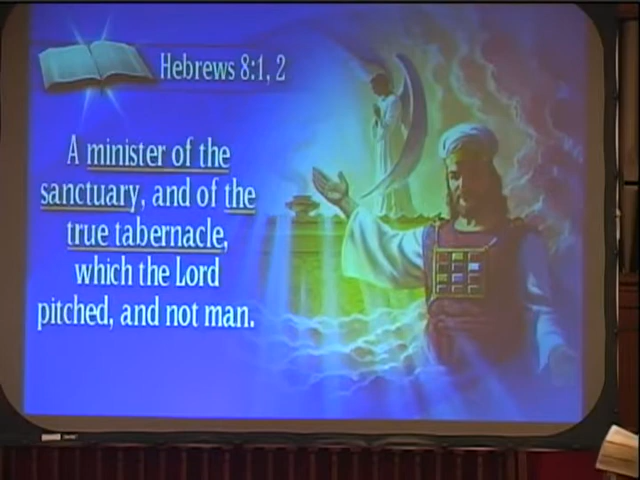 Hebrews 8:1, 2
A minister of the
sanctuary, and of the
true tabernacle,
which the Lord
pitched, and not man.